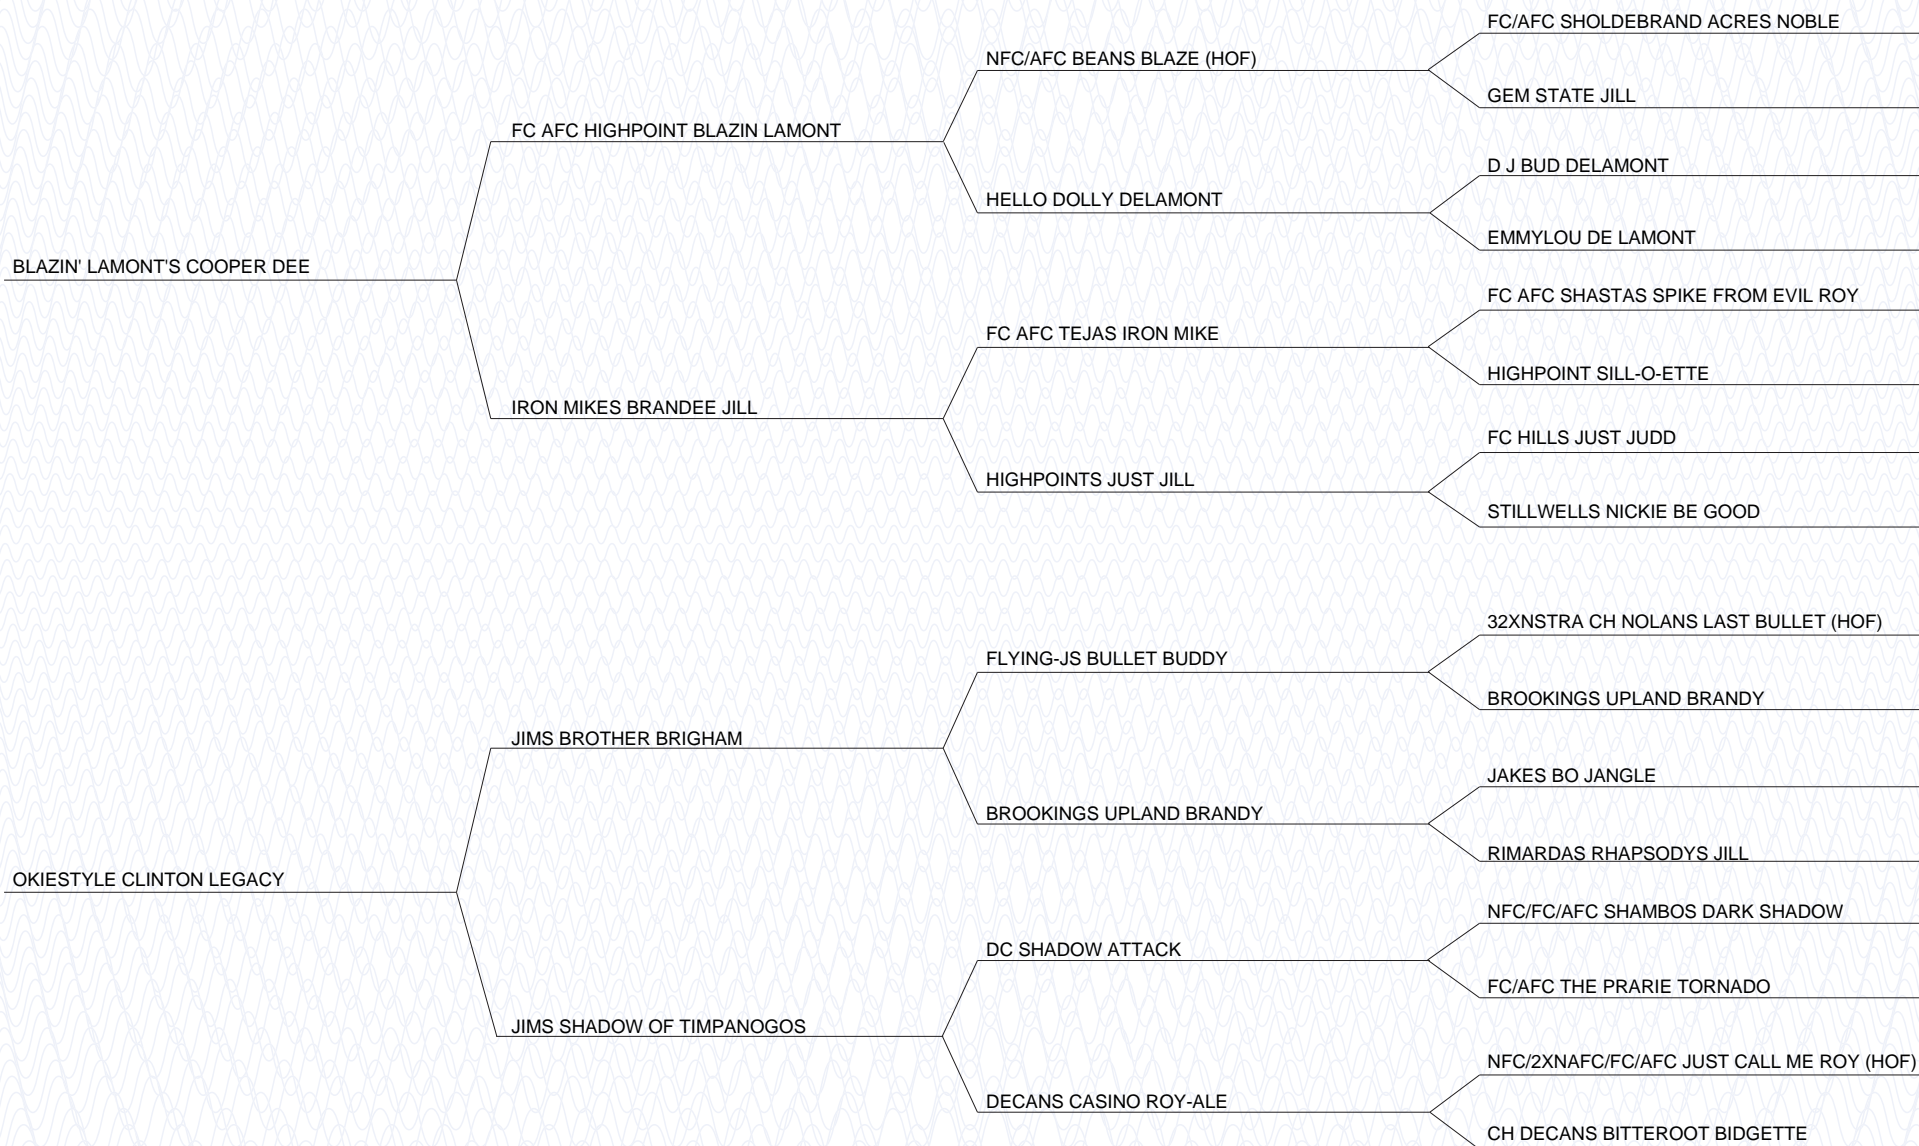 FC/AFC SHOLDEBRAND ACRES NOBLE
NFC/AFC BEANS BLAZE (HOF)
GEM STATE JILL
FC AFC HIGHPOINT BLAZIN LAMONT
D J BUD DELAMONT
HELLO DOLLY DELAMONT
EMMYLOU DE LAMONT
BLAZIN' LAMONT'S COOPER DEE
FC AFC SHASTAS SPIKE FROM EVIL ROY
FC AFC TEJAS IRON MIKE
HIGHPOINT SILL-O-ETTE
IRON MIKES BRANDEE JILL
FC HILLS JUST JUDD
HIGHPOINTS JUST JILL
STILLWELLS NICKIE BE GOOD
32XNSTRA CH NOLANS LAST BULLET (HOF)
FLYING-JS BULLET BUDDY
BROOKINGS UPLAND BRANDY
JIMS BROTHER BRIGHAM
JAKES BO JANGLE
BROOKINGS UPLAND BRANDY
RIMARDAS RHAPSODYS JILL
OKIESTYLE CLINTON LEGACY
NFC/FC/AFC SHAMBOS DARK SHADOW
DC SHADOW ATTACK
FC/AFC THE PRARIE TORNADO
JIMS SHADOW OF TIMPANOGOS
NFC/2XNAFC/FC/AFC JUST CALL ME ROY (HOF)
DECANS CASINO ROY-ALE
CH DECANS BITTEROOT BIDGETTE